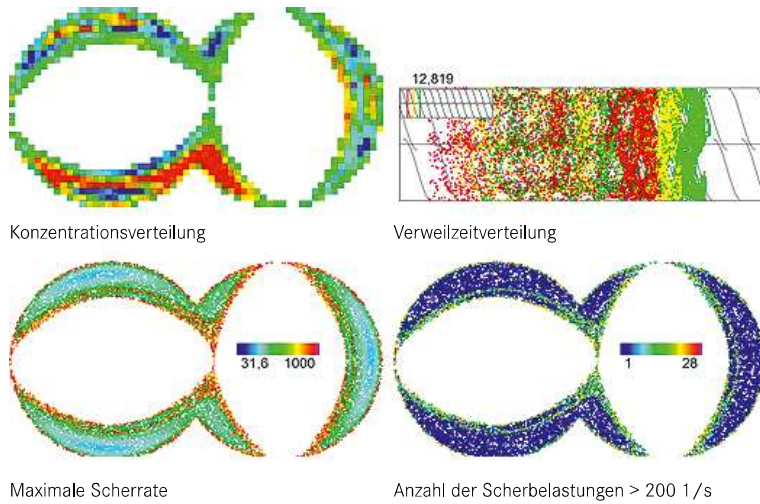 12,819
Konzentrationsverteilung
Verweilzeitverteilung
31,6 1000
1 28
Maximale Scherrate
Anzahl der Scherbelastungen > 200 1/s